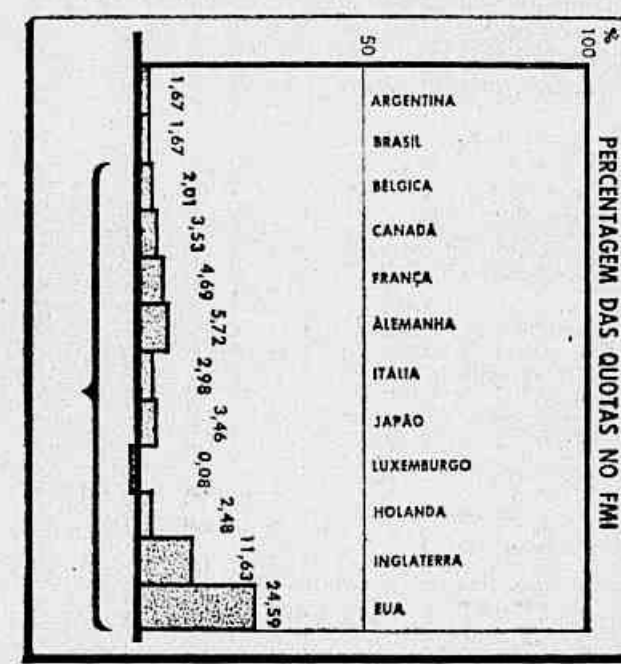 PERCENTAGEM DAS QUOTAS NO FMI
%
100
50
ARGENTINA
BRASIL
BÉLGICA
CANADÁ
FRANÇA
ALEMANHA
ITÁLIA
JAPÃO
LUXEMBURGO
HOLANDA
INGLATERRA
EUA
1,67
1,67
2,01
3,53
4,69
5,72
2,98
3,46
0,08
2,48
11,63
24,59